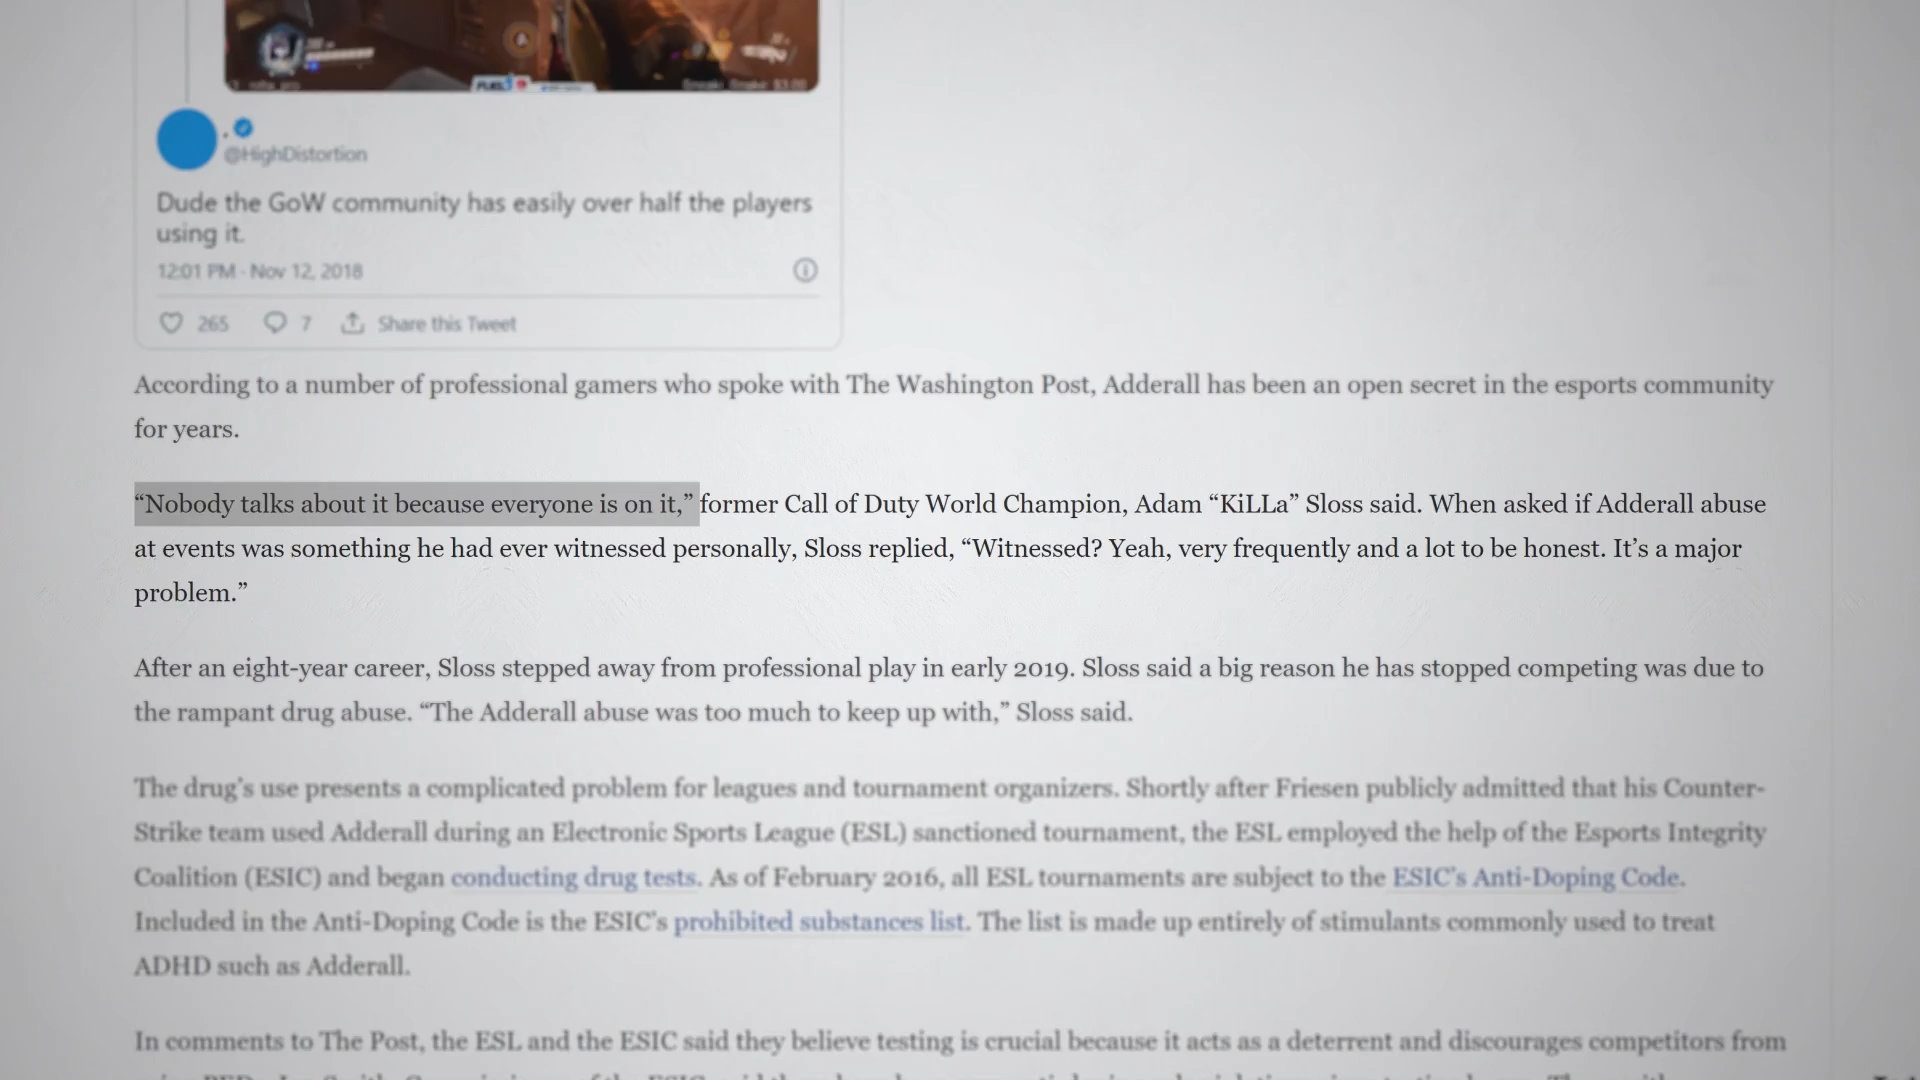 FUEL
@HighDistortion
Dude the GoW community has easily over half the players
using it.
12:01 PM · Nov 12, 2018
265 7 Share this Tweet
According to a number of professional gamers who spoke with The Washington Post, Adderall has been an open secret in the esports community
for years.
“Nobody talks about it because everyone is on it,” former Call of Duty World Champion, Adam “KiLLa” Sloss said. When asked if Adderall abuse
at events was something he had ever witnessed personally, Sloss replied, “Witnessed? Yeah, very frequently and a lot to be honest. It’s a major
problem.”
After an eight-year career, Sloss stepped away from professional play in early 2019. Sloss said a big reason he has stopped competing was due to
the rampant drug abuse. “The Adderall abuse was too much to keep up with,” Sloss said.
The drug’s use presents a complicated problem for leagues and tournament organizers. Shortly after Friesen publicly admitted that his Counter-
Strike team used Adderall during an Electronic Sports League (ESL) sanctioned tournament, the ESL employed the help of the Esports Integrity
Coalition (ESIC) and began conducting drug tests. As of February 2016, all ESL tournaments are subject to the ESIC’s Anti-Doping Code.
Included in the Anti-Doping Code is the ESIC’s prohibited substances list. The list is made up entirely of stimulants commonly used to treat
ADHD such as Adderall.
In comments to The Post, the ESL and the ESIC said they believe testing is crucial because it acts as a deterrent and discourages competitors from